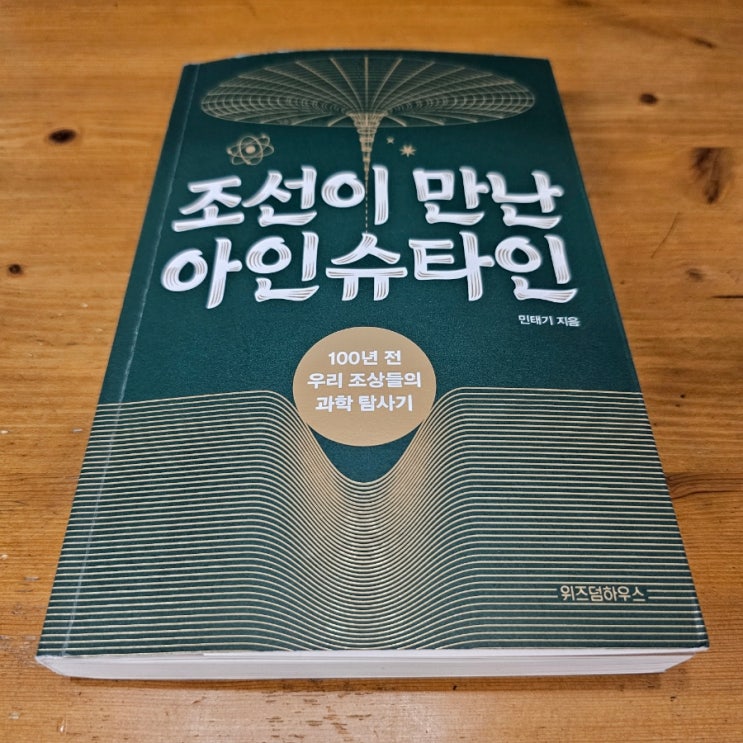 조선이 만난
아인슈타인
민태기 지음
100년 전
우리 조상들의
과학 탐사기
위즈덤하우스